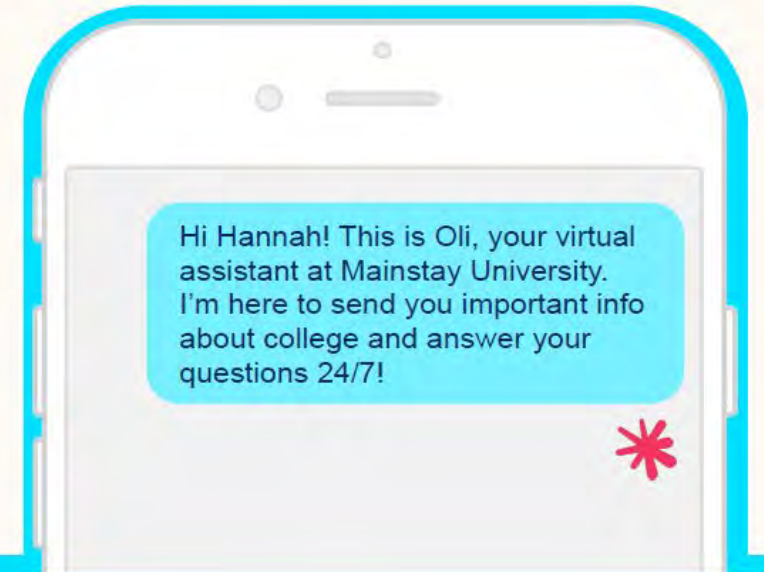 Hi Hannah! This is Oli, your virtual
assistant at Mainstay University.
I'm here to send you important info
about college and answer your
questions 24/7!